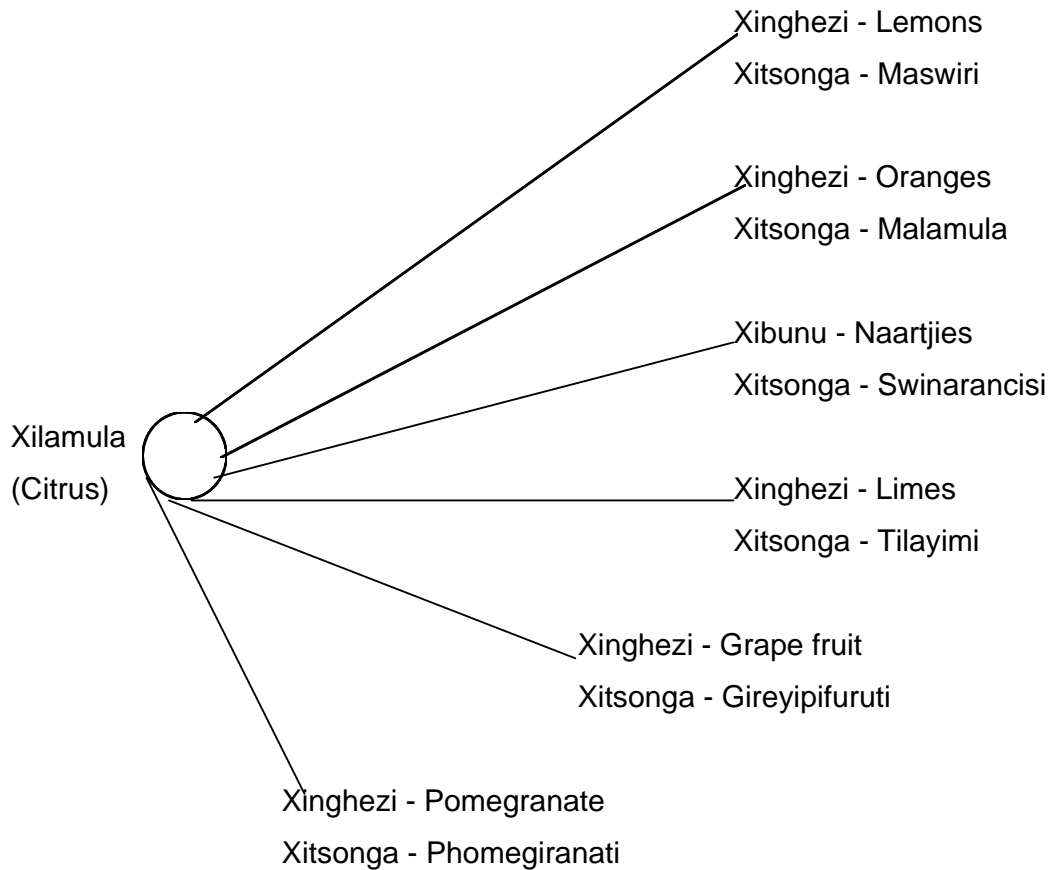 Xinghezi - Lemons
Xitsonga - Maswiri
Xinghezi - Oranges
Xitsonga - Malamula
Xibunu - Naartjies
Xitsonga - Swinarancisi
Xilamula
(Citrus)
Xinghezi - Limes
Xitsonga - Tilayimi
Xinghezi - Grape fruit
Xitsonga - Gireyipifuruti
Xinghezi - Pomegranate
Xitsonga - Phomegiranati